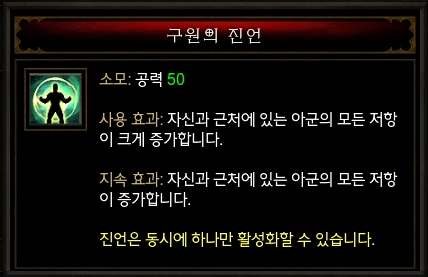 구원의 진언
소모: 공력 50
사용 효과: 자신과 근처에 있는 아군의 모든 저항
이 크게 증가합니다.
지속 효과: 자신과 근처에 있는 아군의 모든 저항
이 증가합니다.
진언은 동시에 하나만 활성화할 수 있습니다.